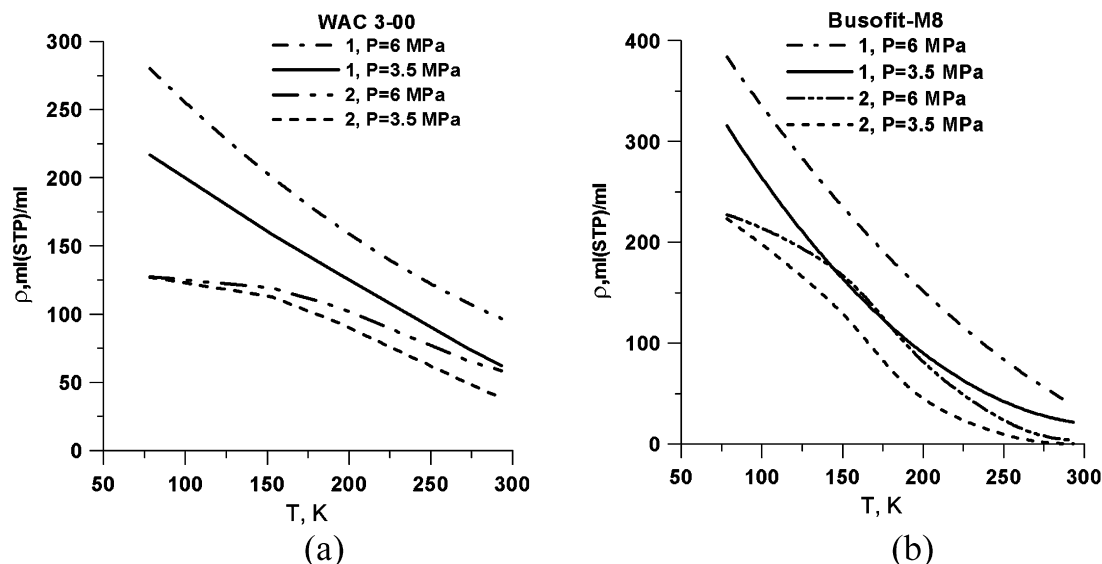 WAC 3-00
1, P=6 MPa
1, P=3.5 MPa
2, P=6 MPa
2, P=3.5 MPa
300
250
200
150
100
50
0
ρ,ml(STP)/ml
50 100 150 200 250 300
T, K
(a)
Busofit-M8
1, P=6 MPa
1, P=3.5 MPa
2, P=6 MPa
2, P=3.5 MPa
400
300
200
100
0
ρ,ml(STP)/ml
50 100 150 200 250 300
T, K
(b)